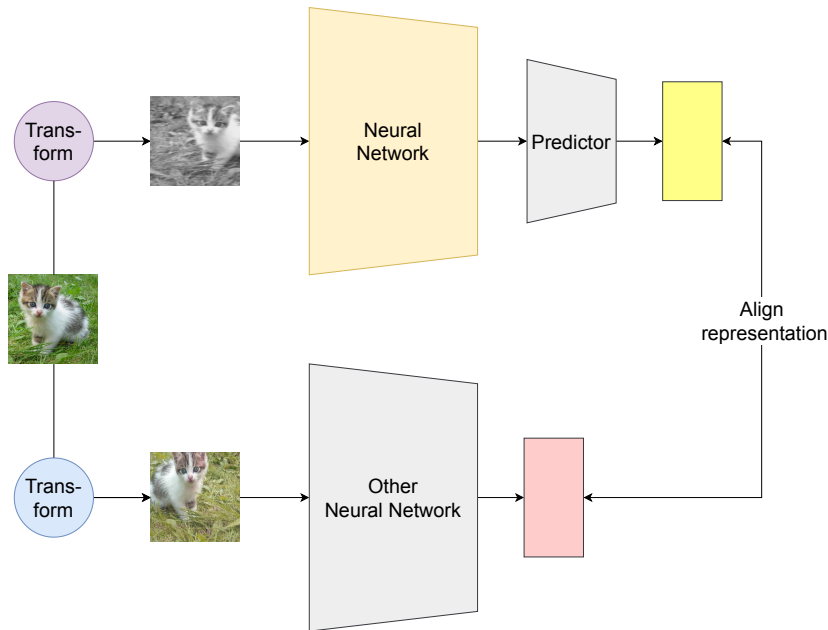 Trans-
form
Neural
Network
Predictor
Align
representation
Trans-
form
Other
Neural Network